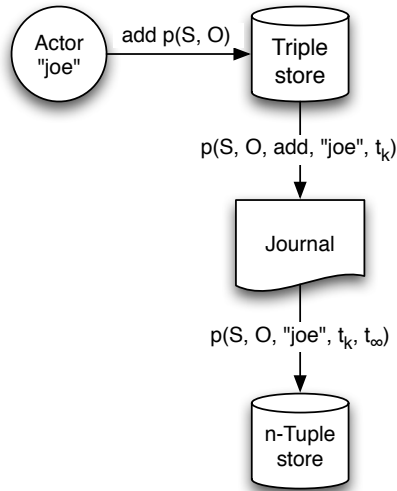 Actor
"joe"
add p(S, O)
Triple
store
p(S, O, add, "joe", tₖ)
Journal
p(S, O, "joe", tₖ, t∞)
n-Tuple
store